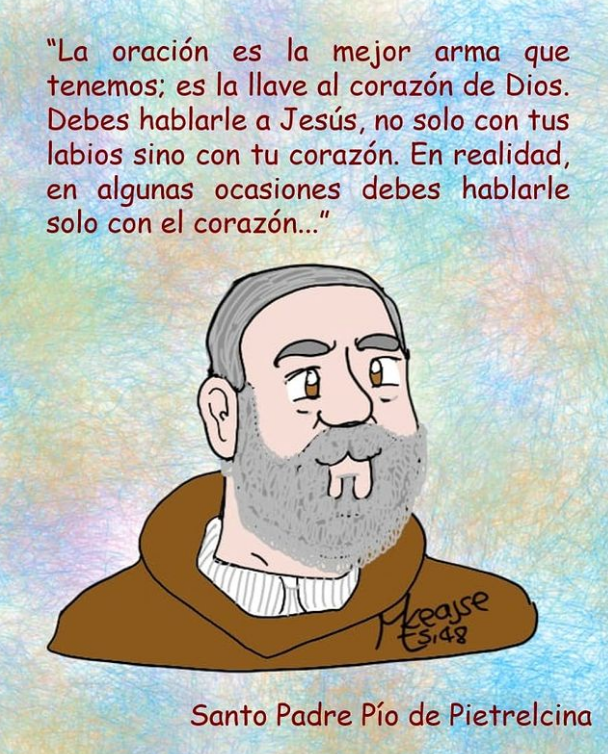 “La oración es la mejor arma que
tenemos; es la llave al corazón de Dios.
Debes hablarle a Jesús, no solo con tus
labios sino con tu corazón. En realidad,
en algunas ocasiones debes hablarle
solo con el corazón...”
Santo Padre Pío de Pietrelcina